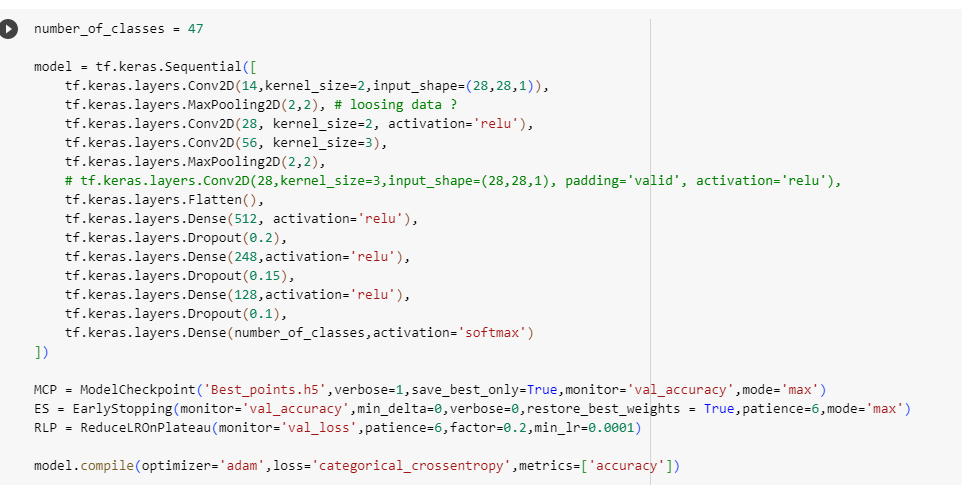 number_of_classes = 47
model = tf.keras.Sequential([
    tf.keras.layers.Conv2D(14,kernel_size=2,input_shape=(28,28,1)),
    tf.keras.layers.MaxPooling2D(2,2), # loosing data ?
    tf.keras.layers.Conv2D(28, kernel_size=2, activation='relu'),
    tf.keras.layers.Conv2D(56, kernel_size=3),
    tf.keras.layers.MaxPooling2D(2,2),
    # tf.keras.layers.Conv2D(28,kernel_size=3,input_shape=(28,28,1), padding='valid', activation='relu'),
    tf.keras.layers.Flatten(),
    tf.keras.layers.Dense(512, activation='relu'),
    tf.keras.layers.Dropout(0.2),
    tf.keras.layers.Dense(248,activation='relu'),
    tf.keras.layers.Dropout(0.15),
    tf.keras.layers.Dense(128,activation='relu'),
    tf.keras.layers.Dropout(0.1),
    tf.keras.layers.Dense(number_of_classes,activation='softmax')
])
MCP = ModelCheckpoint('Best_points.h5',verbose=1,save_best_only=True,monitor='val_accuracy',mode='max')
ES = EarlyStopping(monitor='val_accuracy',min_delta=0,verbose=0,restore_best_weights = True,patience=6,mode='max')
RLP = ReduceLROnPlateau(monitor='val_loss',patience=6,factor=0.2,min_lr=0.0001)
model.compile(optimizer='adam',loss='categorical_crossentropy',metrics=['accuracy'])